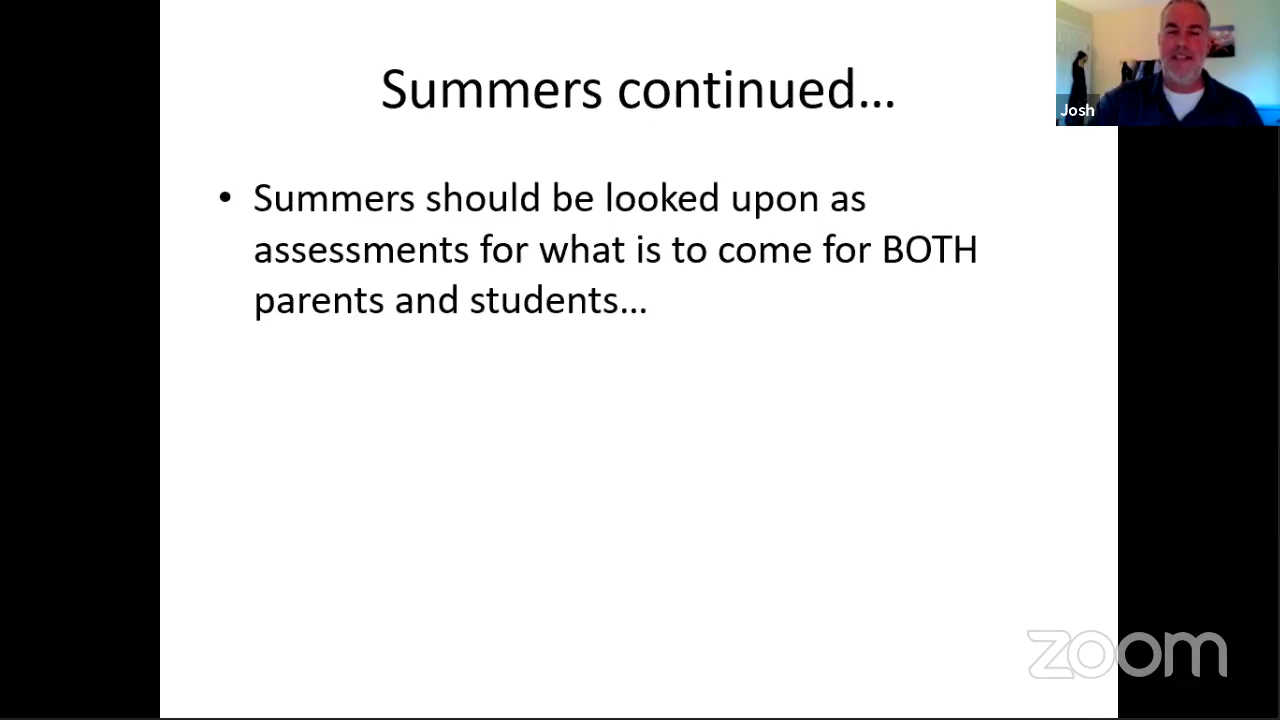 Summers continued…
Josh
• Summers should be looked upon as
assessments for what is to come for BOTH
parents and students…
zoom